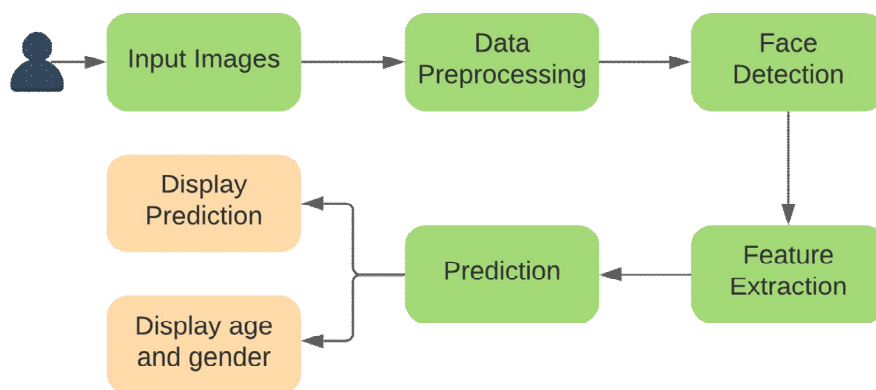 Input Images
Data
Preprocessing
Face
Detection
Display
Prediction
Prediction
Feature
Extraction
Display age
and gender